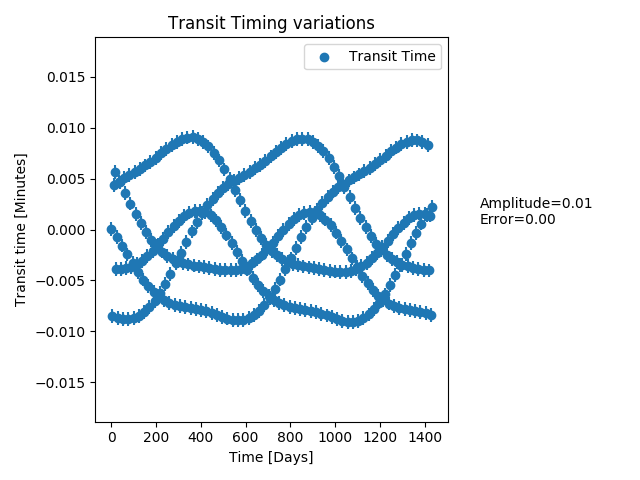 Transit Timing variations
Transit Time
0.015
0.010
0.005
0.000
−0.005
−0.010
−0.015
Transit time [Minutes]
0 200 400 600 800 1000 1200 1400
Time [Days]
Amplitude=0.01
Error=0.00